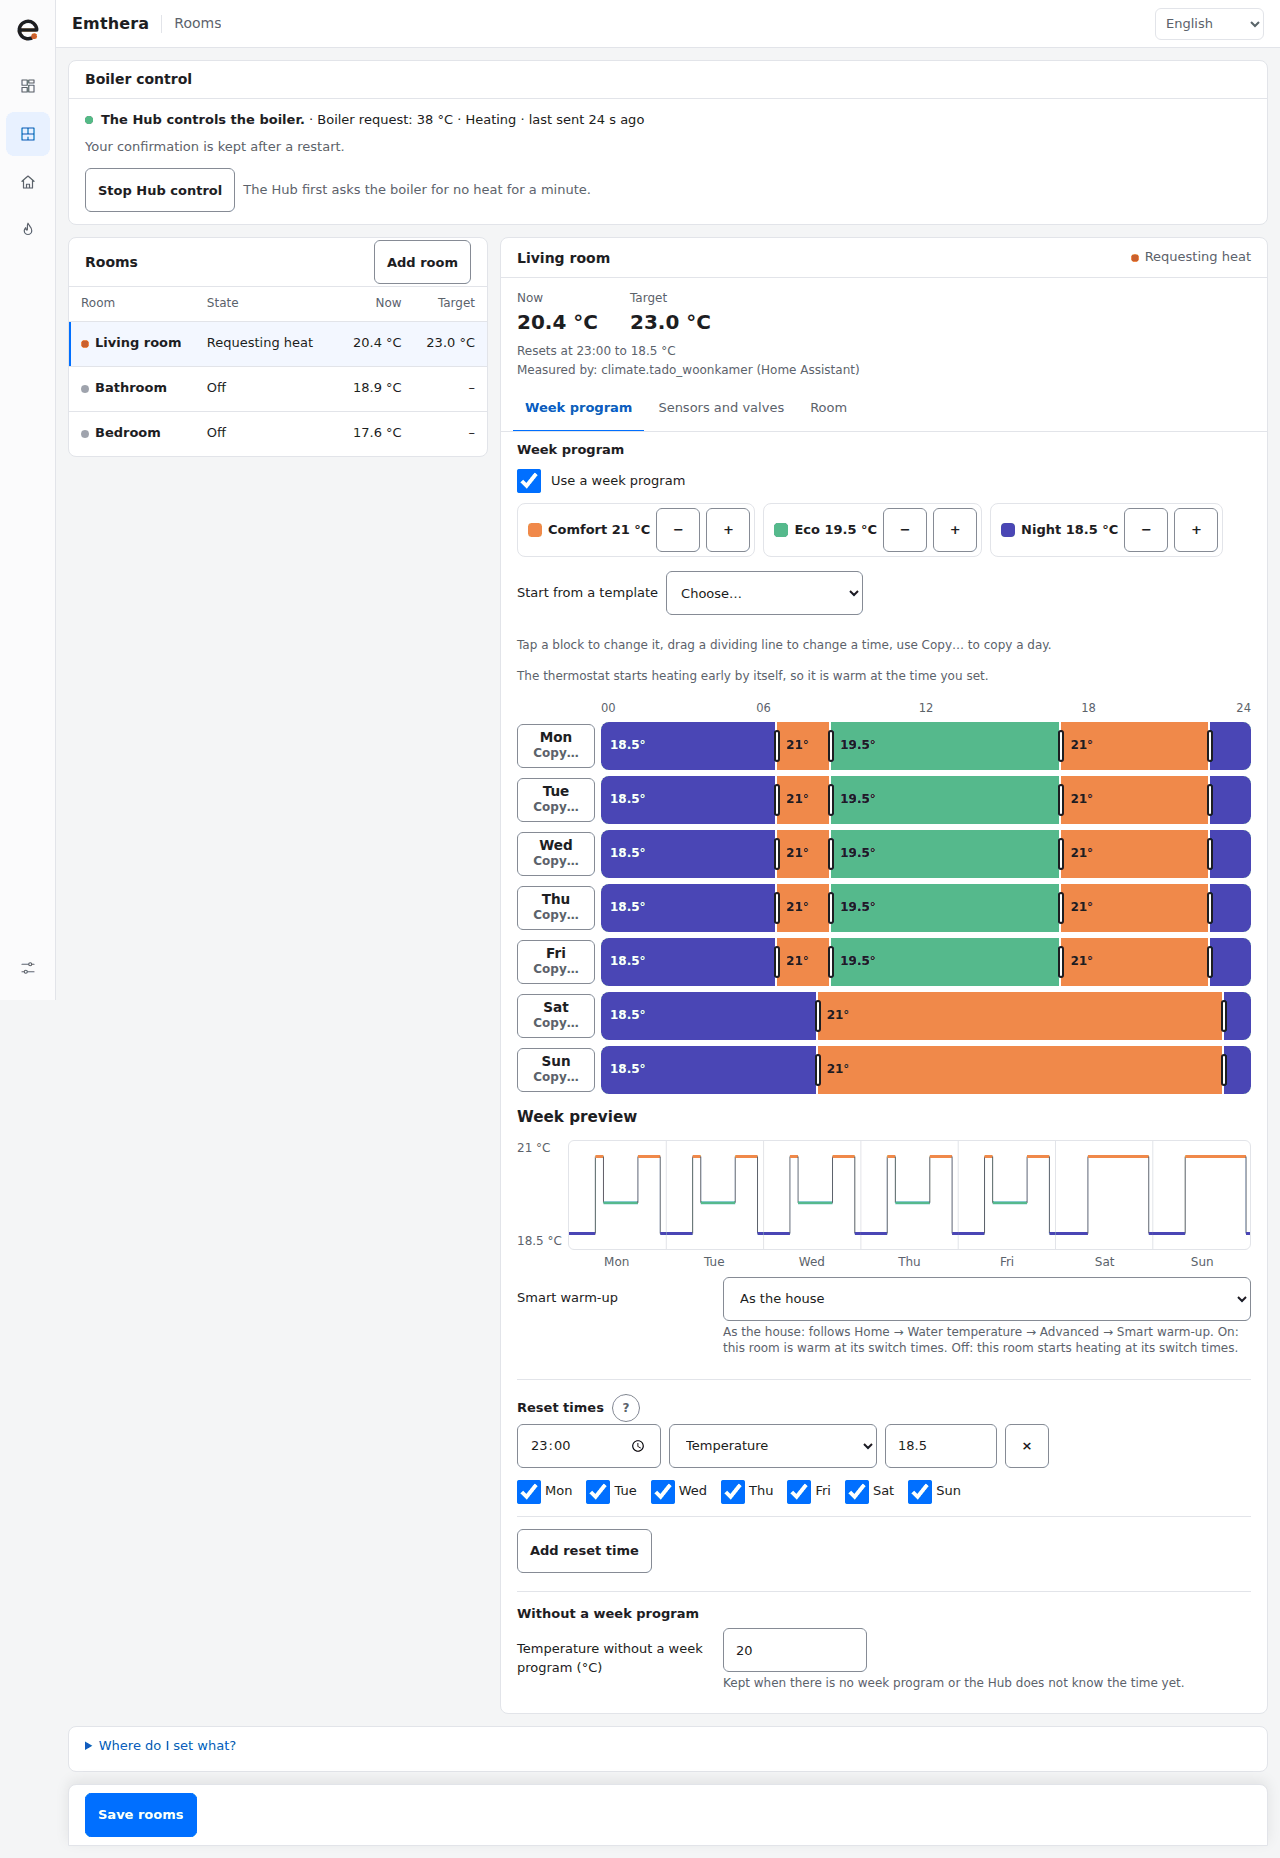 Emthera
Rooms
English
Boiler control
The Hub controls the boiler. · Boiler request: 38 °C · Heating · last sent 24 s ago
Your confirmation is kept after a restart.
Stop Hub control
The Hub first asks the boiler for no heat for a minute.
Rooms
Add room
Room State Now Target
Living room Requesting heat 20.4 °C 23.0 °C
Bathroom Off 18.9 °C –
Bedroom Off 17.6 °C –
Living room
Requesting heat
Now Target
20.4 °C 23.0 °C
Resets at 23:00 to 18.5 °C
Measured by: climate.tado_woonkamer (Home Assistant)
Week program Sensors and valves Room
Week program
Use a week program
Comfort 21 °C − + Eco 19.5 °C − + Night 18.5 °C − +
Start from a template Choose...
Tap a block to change it, drag a dividing line to change a time, use Copy... to copy a day.
The thermostat starts heating early by itself, so it is warm at the time you set.
00 06 12 18 24
Mon
Copy...
18.5° 21° 19.5° 21°
Tue
Copy...
18.5° 21° 19.5° 21°
Wed
Copy...
18.5° 21° 19.5° 21°
Thu
Copy...
18.5° 21° 19.5° 21°
Fri
Copy...
18.5° 21° 19.5° 21°
Sat
Copy...
18.5° 21°
Sun
Copy...
18.5° 21°
Week preview
21 °C
18.5 °C
Mon Tue Wed Thu Fri Sat Sun
Smart warm-up
As the house
As the house: follows Home → Water temperature → Advanced → Smart warm-up. On:
this room is warm at its switch times. Off: this room starts heating at its switch times.
Reset times ?
23:00 Temperature 18.5 ×
Mon Tue Wed Thu Fri Sat Sun
Add reset time
Without a week program
Temperature without a week
program (°C)
20
Kept when there is no week program or the Hub does not know the time yet.
Where do I set what?
Save rooms